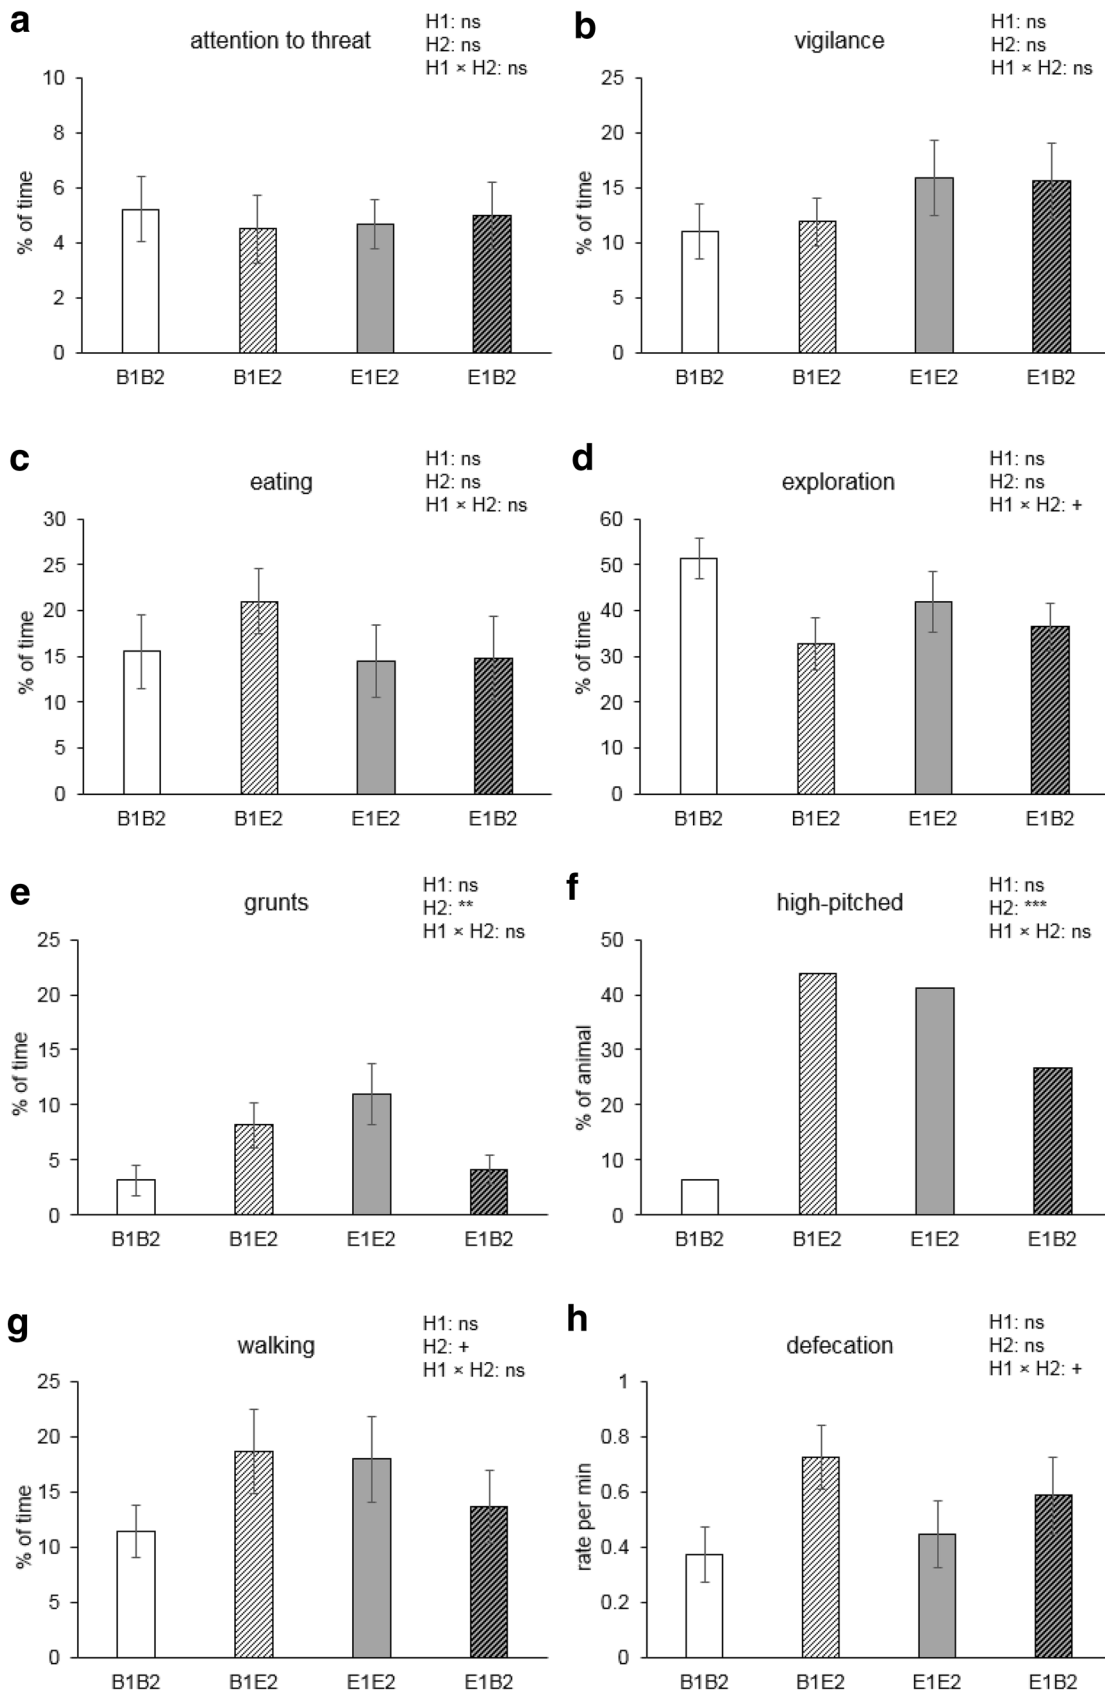 a
attention to threat
H1: ns
H2: ns
H1 × H2: ns
% of time
10
8
6
4
2
0
B1B2 B1E2 E1E2 E1B2
b
vigilance
H1: ns
H2: ns
H1 × H2: ns
% of time
25
20
15
10
5
0
B1B2 B1E2 E1E2 E1B2
c
eating
H1: ns
H2: ns
H1 × H2: ns
% of time
30
25
20
15
10
5
0
B1B2 B1E2 E1E2 E1B2
d
exploration
H1: ns
H2: ns
H1 × H2: +
% of time
60
50
40
30
20
10
0
B1B2 B1E2 E1E2 E1B2
e
grunts
H1: ns
H2: **
H1 × H2: ns
% of time
25
20
15
10
5
0
B1B2 B1E2 E1E2 E1B2
f
high-pitched
H1: ns
H2: ***
H1 × H2: ns
% of animal
50
40
30
20
10
0
B1B2 B1E2 E1E2 E1B2
g
walking
H1: ns
H2: +
H1 × H2: ns
% of time
25
20
15
10
5
0
B1B2 B1E2 E1E2 E1B2
h
defecation
H1: ns
H2: ns
H1 × H2: +
rate per min
1
0.8
0.6
0.4
0.2
0
B1B2 B1E2 E1E2 E1B2